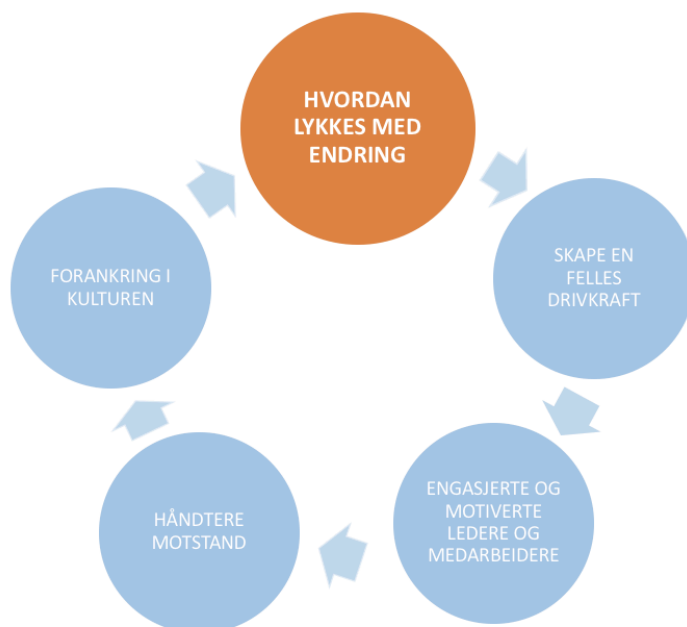 HVORDAN
LYKKES MED
ENDRING
SKAPE EN
FELLES
DRIVKRAFT
ENGASJERTE OG
MOTIVERTE
LEDERE OG
MEDARBEIDERE
HÅNDTERE
MOTSTAND
FORANKRING I
KULTUREN